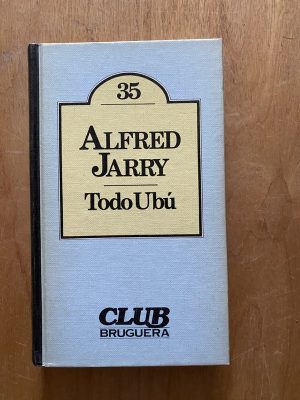 35
ALFRED
JARRY
Todo Ubú
CLUB
BRUGUERA